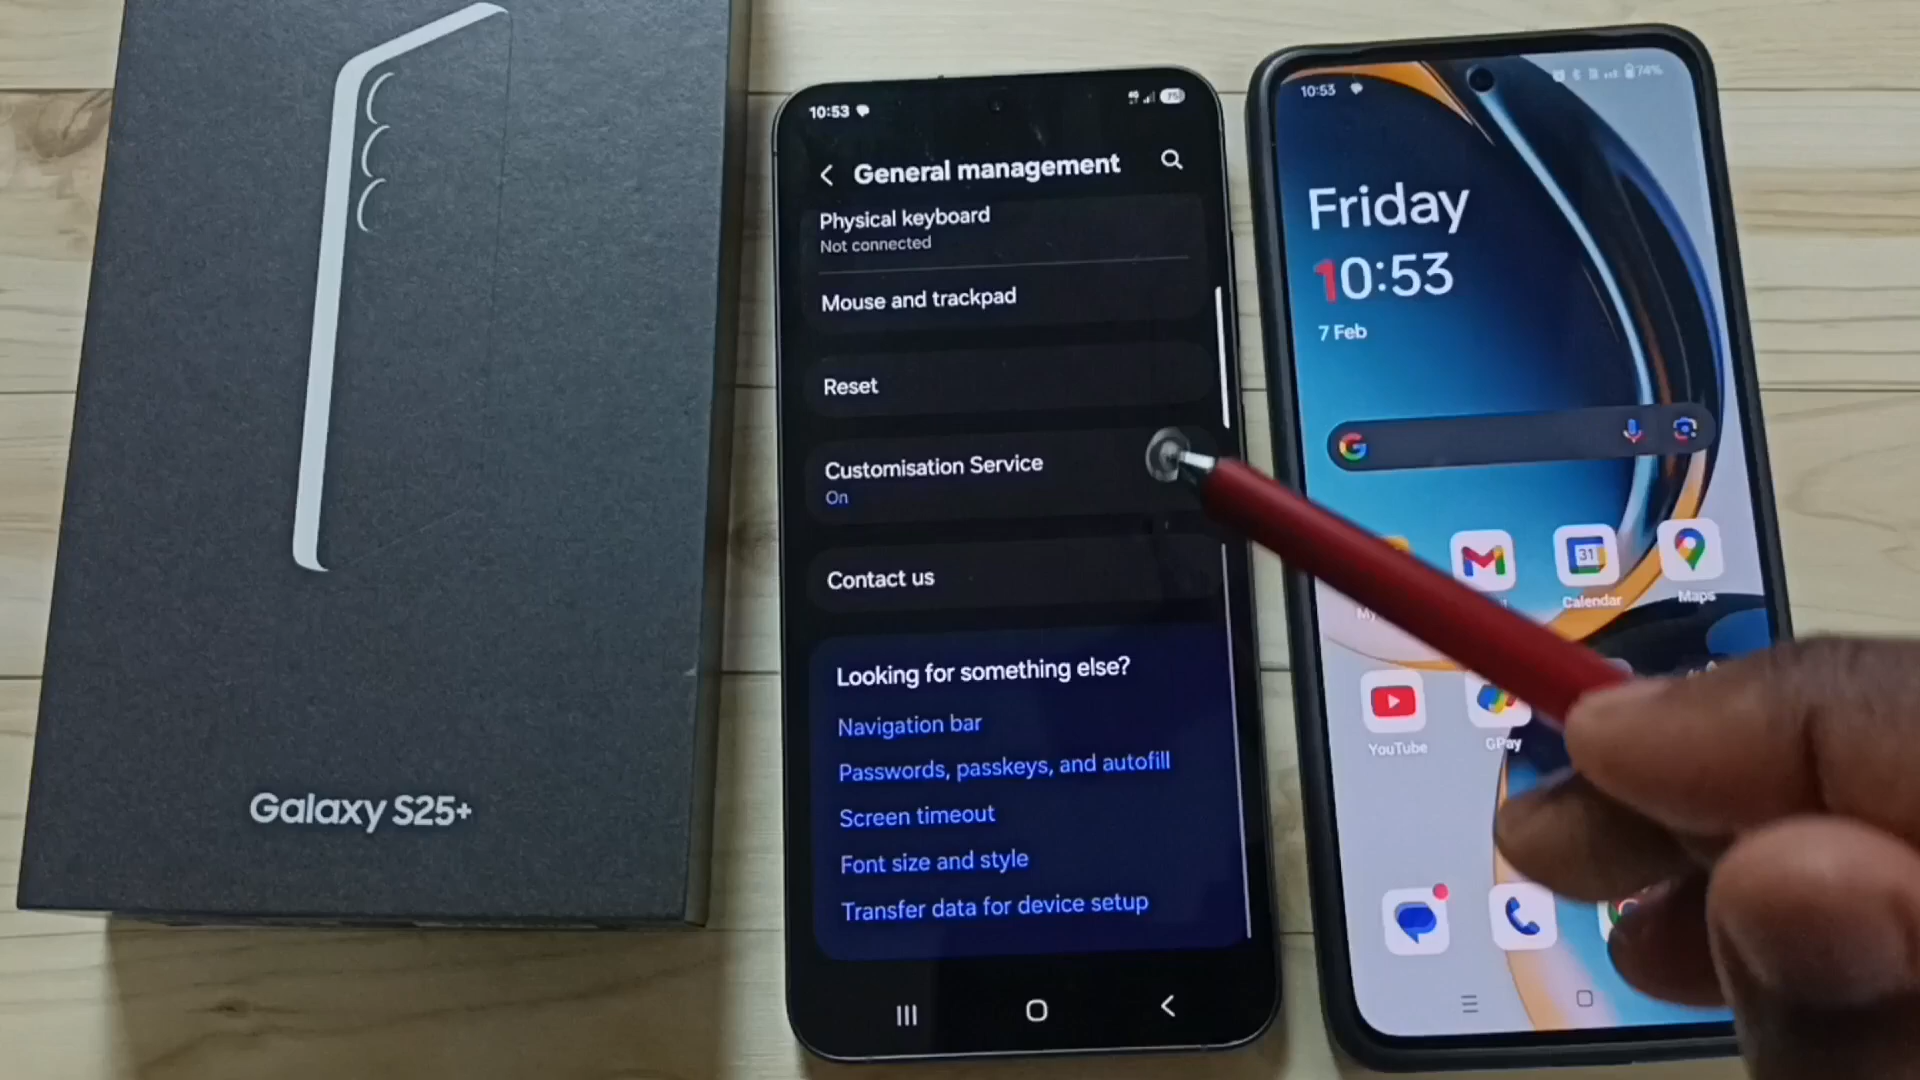 Galaxy S25+
10:53
General management
Physical keyboard
Not connected
Mouse and trackpad
Reset
Customisation Service
On
Contact us
Looking for something else?
Navigation bar
Passwords, passkeys, and autofill
Screen timeout
Font size and style
Transfer data for device setup
10:53
74%
Friday
10:53
7 Feb
Calendar
Maps
YouTube
GPay